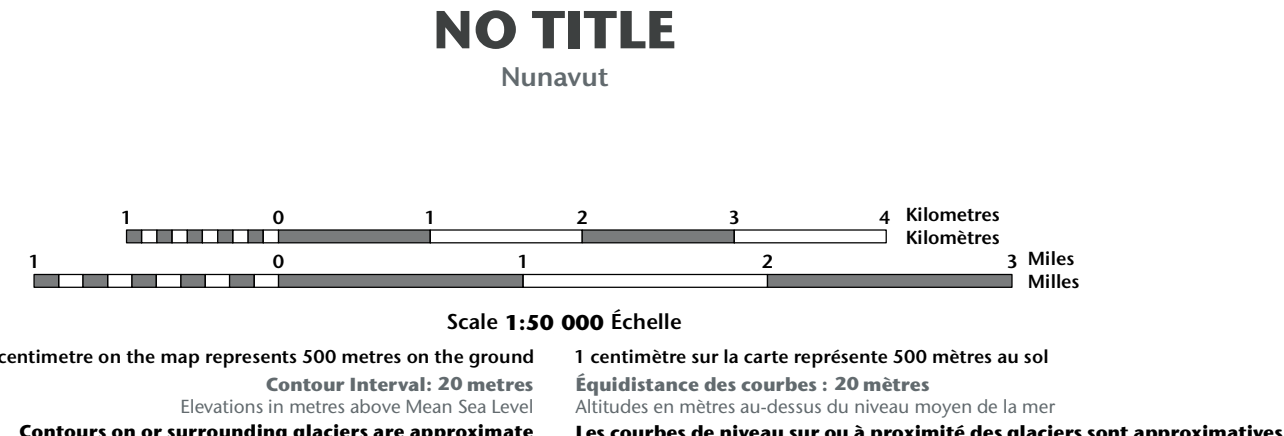 NO TITLE
Nunavut
1 0 1 2 3 4 Kilometres
Kilomètres
1 0 1 2 3 Miles
Milles
Scale 1:50 000 Échelle
centimetre on the map represents 500 metres on the ground
1 centimètre sur la carte représente 500 mètres au sol
Contour Interval: 20 metres
Équidistance des courbes : 20 mètres
Elevations in metres above Mean Sea Level
Altitudes en mètres au-dessus du niveau moyen de la mer
Contours on or surrounding glaciers are approximate
Les courbes de niveau sur ou à proximité des glaciers sont approximatives